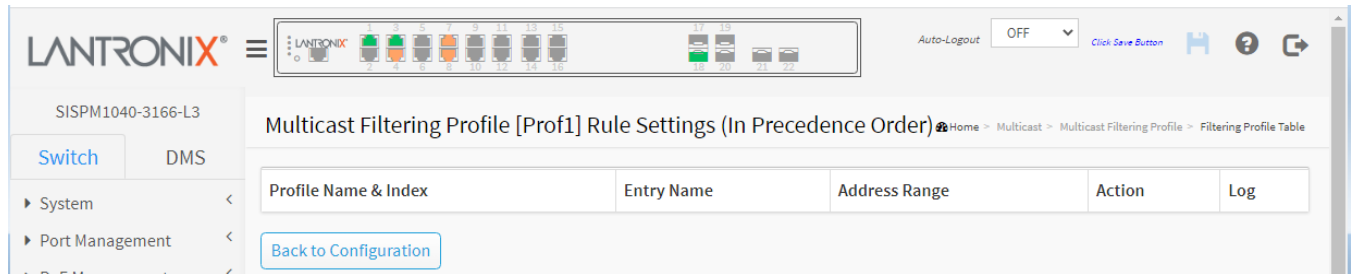 LANTRONIX®
LANTRONIX
1 3 5 7 9 11 13 15 17 19
2 4 6 8 10 12 14 16 18 20 21 22
Auto-Logout OFF Click Save Button
SISPM1040-3166-L3
Switch DMS
System
Port Management
Multicast Filtering Profile [Prof1] Rule Settings (In Precedence Order)
Home > Multicast > Multicast Filtering Profile > Filtering Profile Table
Profile Name & Index Entry Name Address Range Action Log
Back to Configuration